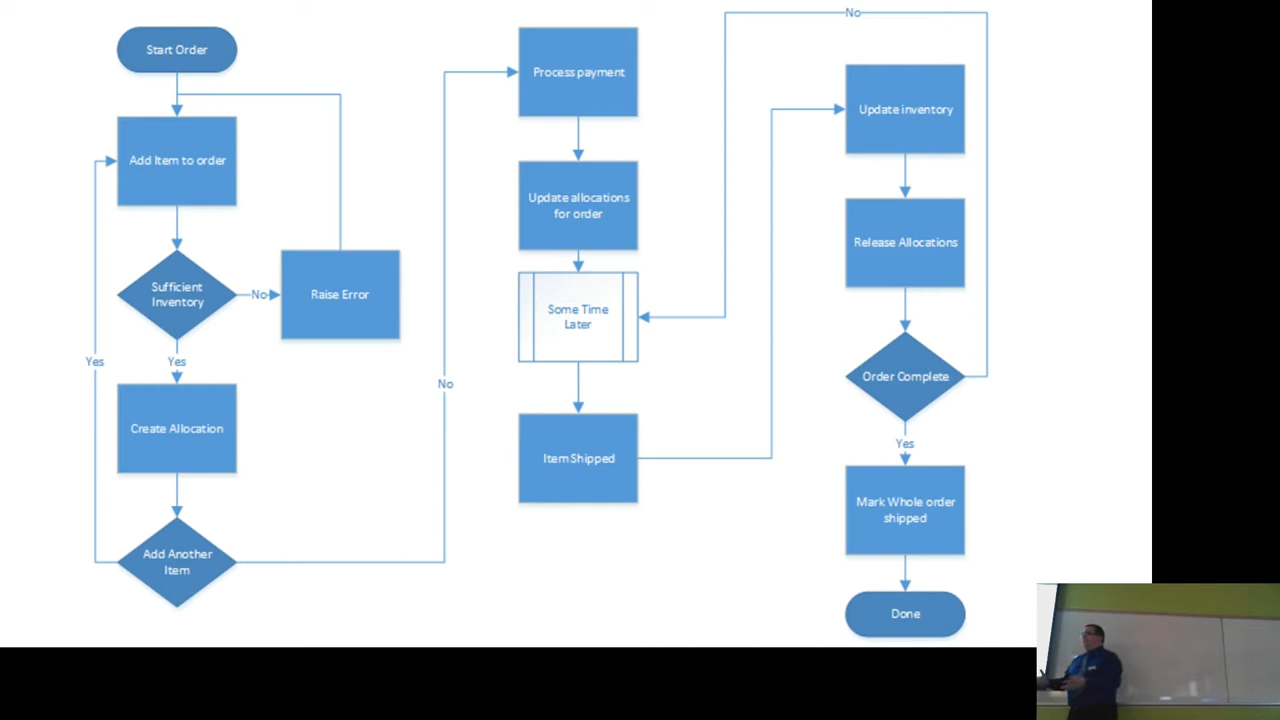 Start Order
Add Item to order
Sufficient
Inventory
No
Raise Error
Yes
Yes
Create Allocation
Add Another
Item
No
Process payment
Update allocations
for order
Some Time
Later
Item Shipped
No
Update inventory
Release Allocations
Order Complete
Yes
Mark Whole order
shipped
Done